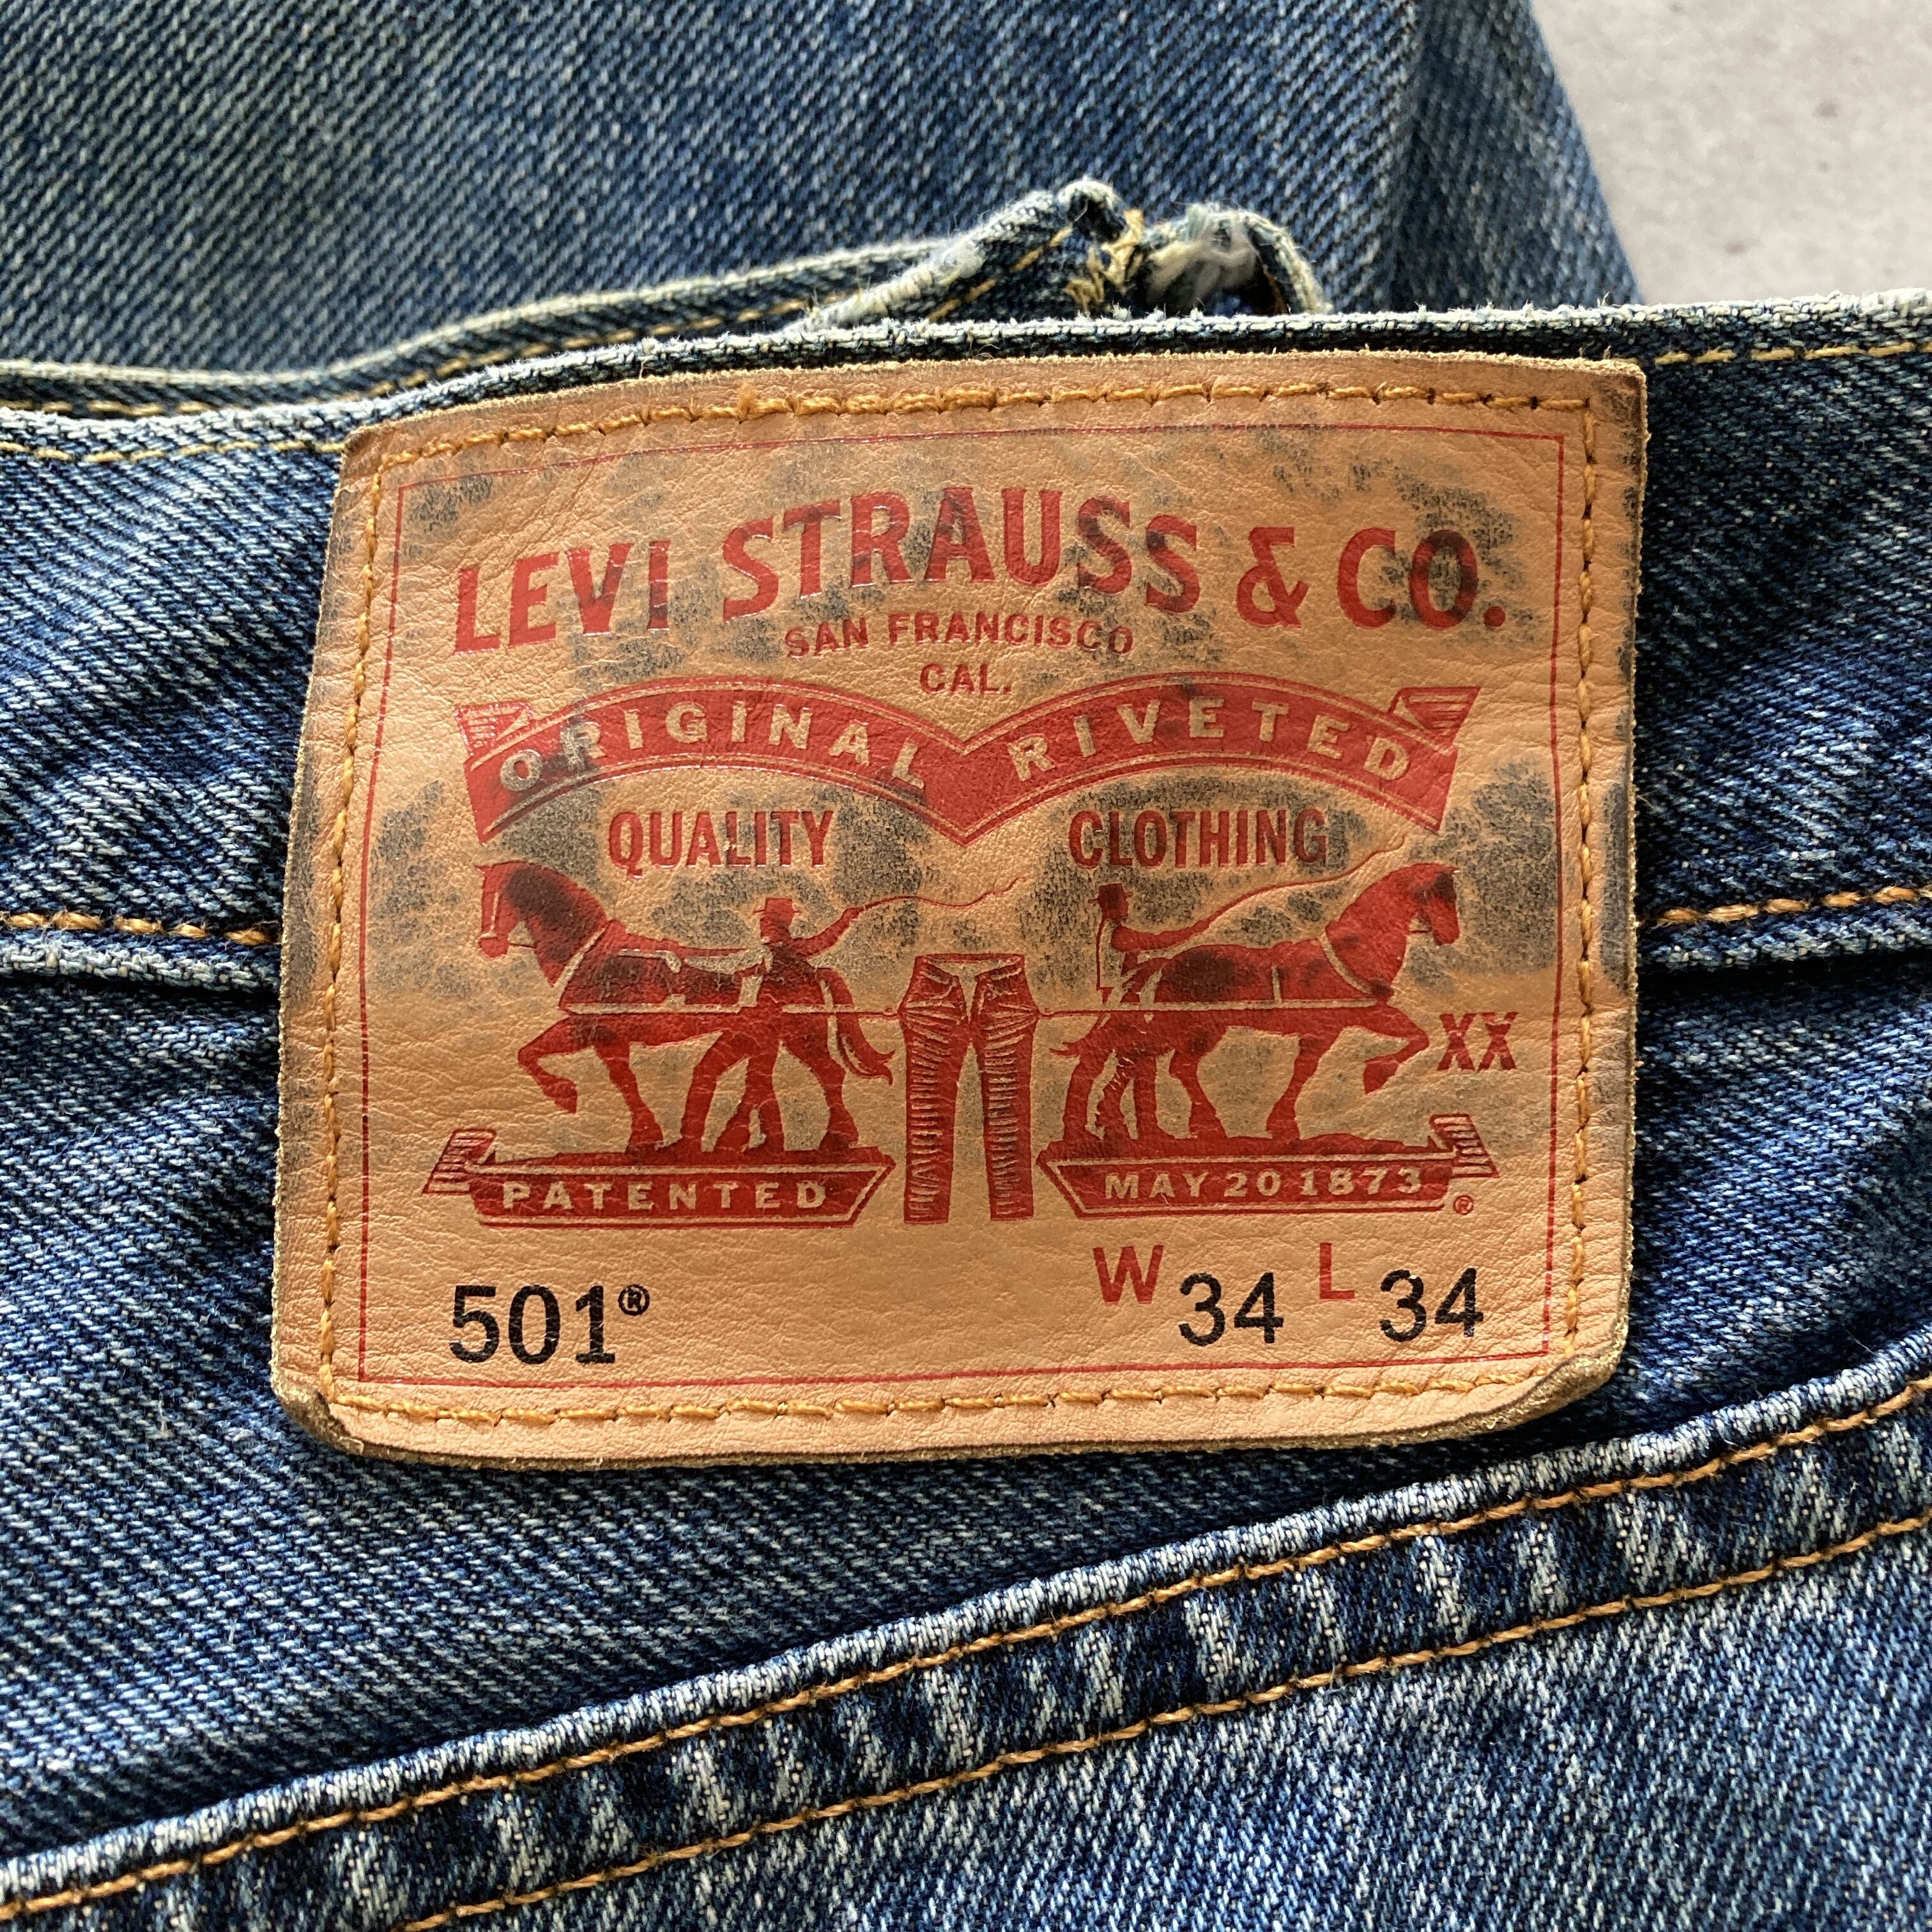 LEVI STRAUSS & CO.
SAN FRANCISCO
CAL.
ORIGINAL RIVETED
QUALITY CLOTHING
XX
PATENTED MAY 20 1873 ®
501® W 34 L 34